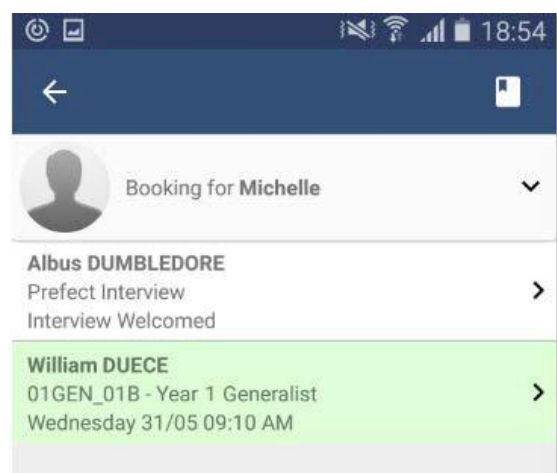 18:54
Booking for Michelle
Albus DUMBLEDORE
Prefect Interview
Interview Welcomed
William DUECE
01GEN_01B - Year 1 Generalist
Wednesday 31/05 09:10 AM